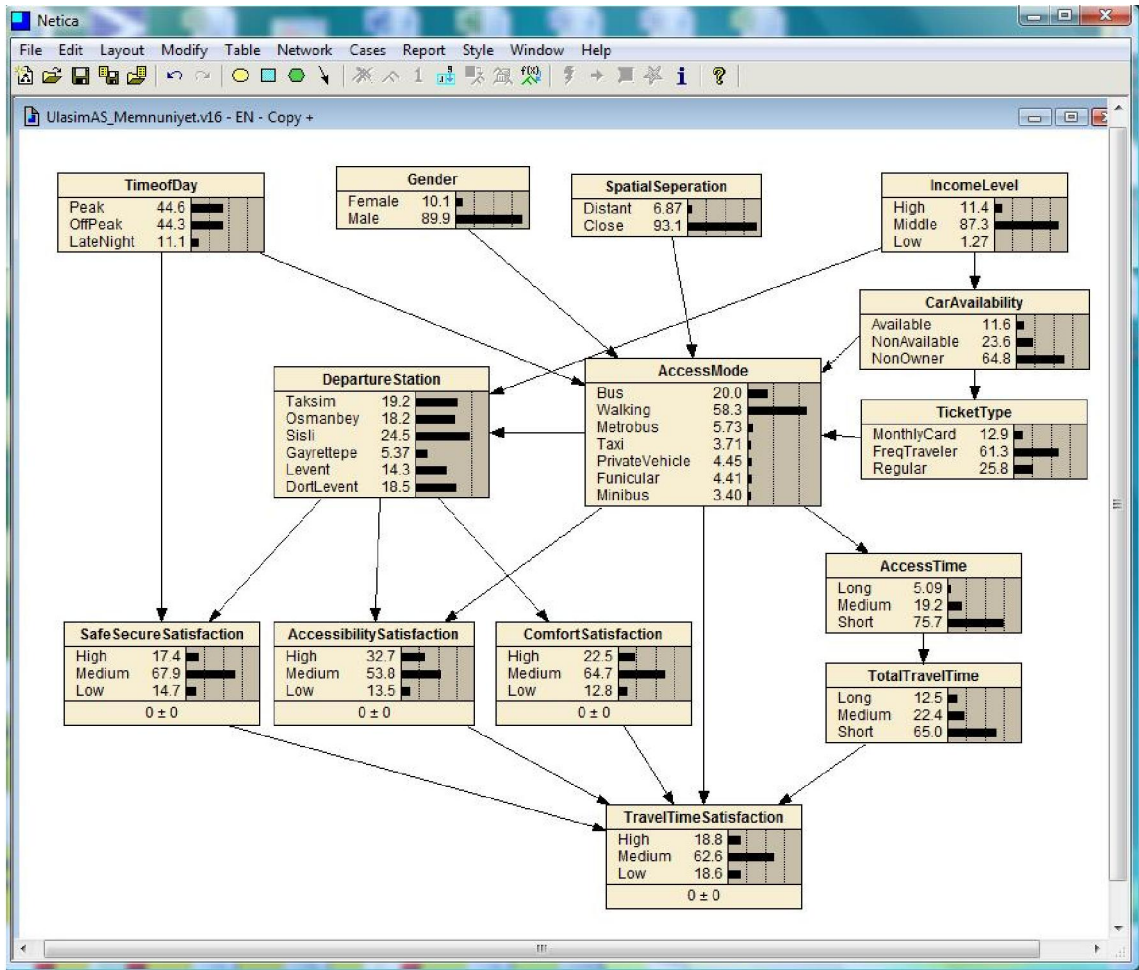 Netica
File Edit Layout Modify Table Network Cases Report Style Window Help
UlasimAS_Memnuniyet.v16 - EN - Copy +
TimeofDay
Peak 44.6
OffPeak 44.3
LateNight 11.1
Gender
Female 10.1
Male 89.9
SpatialSeperation
Distant 6.87
Close 93.1
IncomeLevel
High 11.4
Middle 87.3
Low 1.27
CarAvailability
Available 11.6
NonAvailable 23.6
NonOwner 64.8
DepartureStation
Taksim 19.2
Osmanbey 18.2
Sisli 24.5
Gayrettepe 5.37
Levent 14.3
DortLevent 18.5
AccessMode
Bus 20.0
Walking 58.3
Metrobus 5.73
Taxi 3.71
PrivateVehicle 4.45
Funicular 4.41
Minibus 3.40
TicketType
MonthlyCard 12.9
FreqTraveler 61.3
Regular 25.8
AccessTime
Long 5.09
Medium 19.2
Short 75.7
SafeSecureSatisfaction
High 17.4
Medium 67.9
Low 14.7
0 ± 0
AccessibilitySatisfaction
High 32.7
Medium 53.8
Low 13.5
0 ± 0
ComfortSatisfaction
High 22.5
Medium 64.7
Low 12.8
0 ± 0
TotalTravelTime
Long 12.5
Medium 22.4
Short 65.0
TravelTimeSatisfaction
High 18.8
Medium 62.6
Low 18.6
0 ± 0